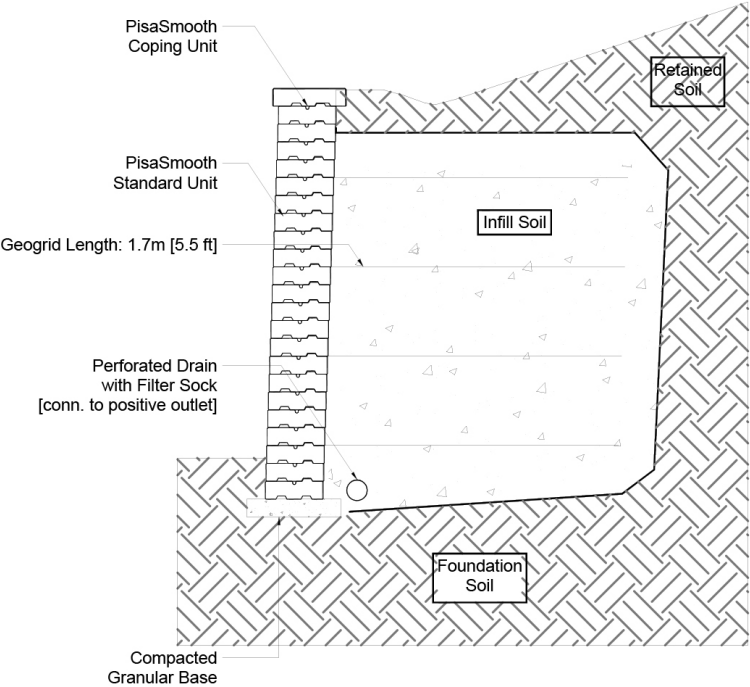 PisaSmooth
Coping Unit
Retained
Soil
PisaSmooth
Standard Unit
Infill Soil
Geogrid Length: 1.7m [5.5 ft]
Perforated Drain
with Filter Sock
[conn. to positive outlet]
Foundation
Soil
Compacted
Granular Base